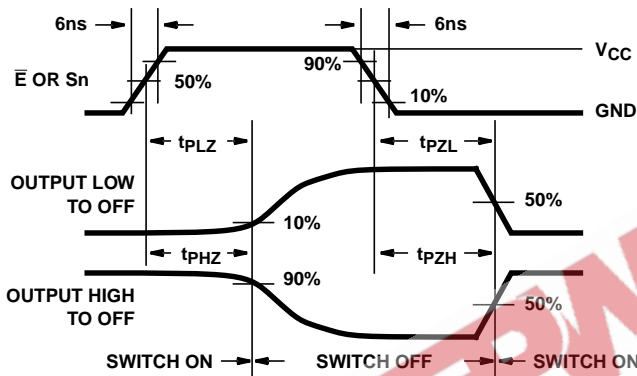 6ns
6ns
VCC
90%
Ē OR Sn
50%
10%
GND
tPLZ
tPZL
OUTPUT LOW
TO OFF
50%
10%
tPHZ
tPZH
90%
OUTPUT HIGH
TO OFF
50%
SWITCH ON
SWITCH OFF
SWITCH ON